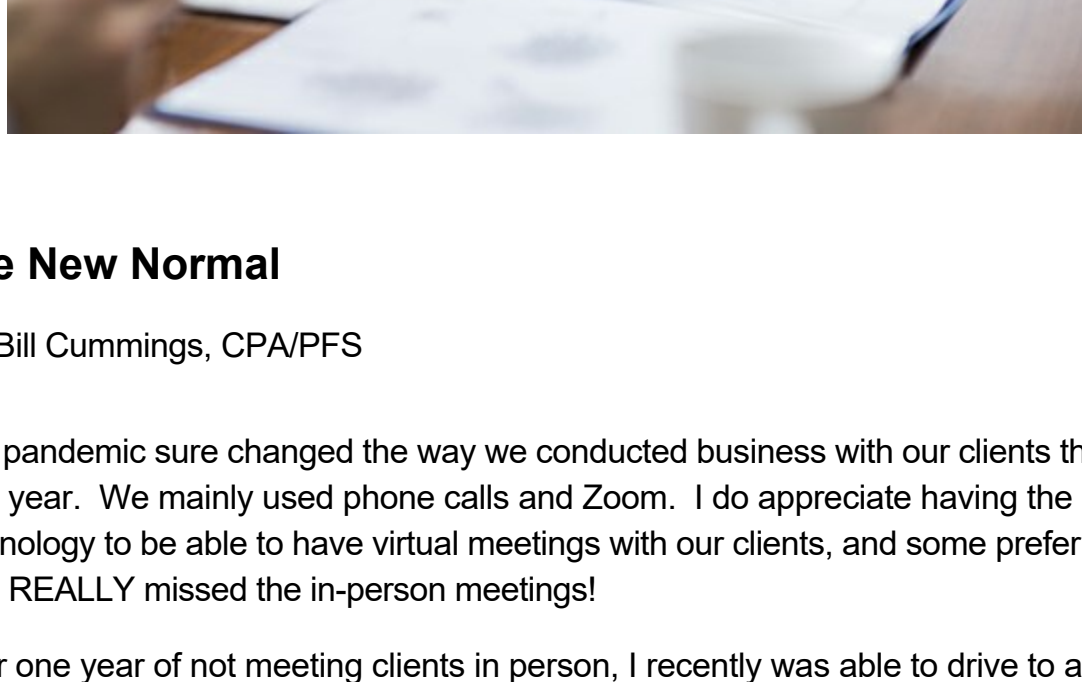 e New Normal
Bill Cummings, CPA/PFS
pandemic sure changed the way we conducted business with our clients th
year. We mainly used phone calls and Zoom. I do appreciate having the
nology to be able to have virtual meetings with our clients, and some prefer
REALLY missed the in-person meetings!
r one year of not meeting clients in person, I recently was able to drive to a